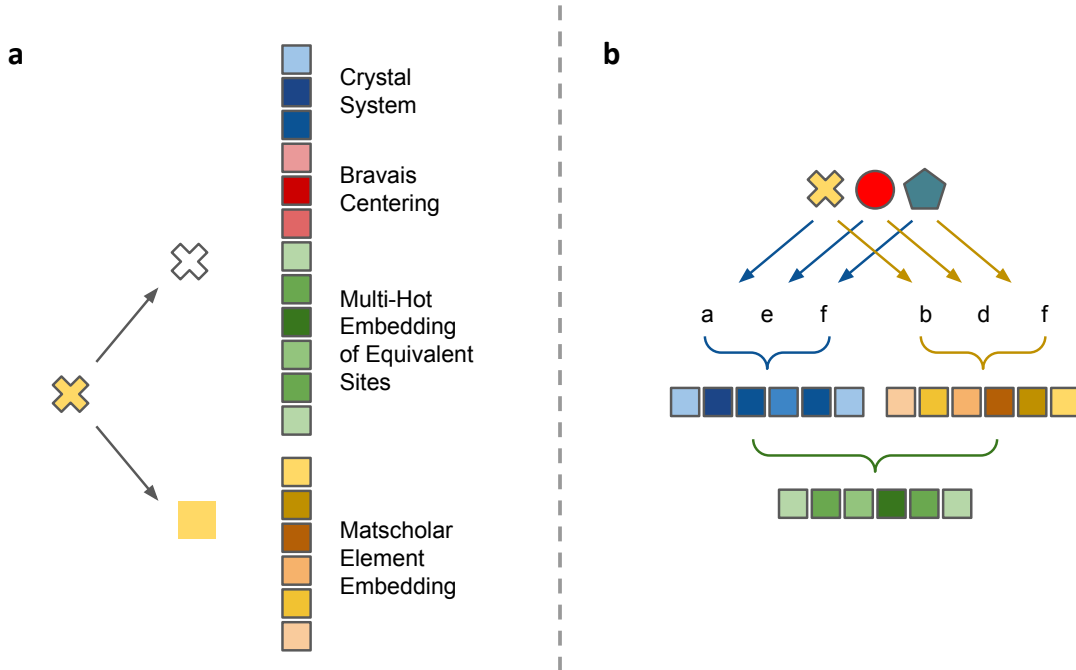 a
Crystal
System
Bravais
Centering
Multi-Hot
Embedding
of Equivalent
Sites
Matscholar
Element
Embedding
b
a e f b d f